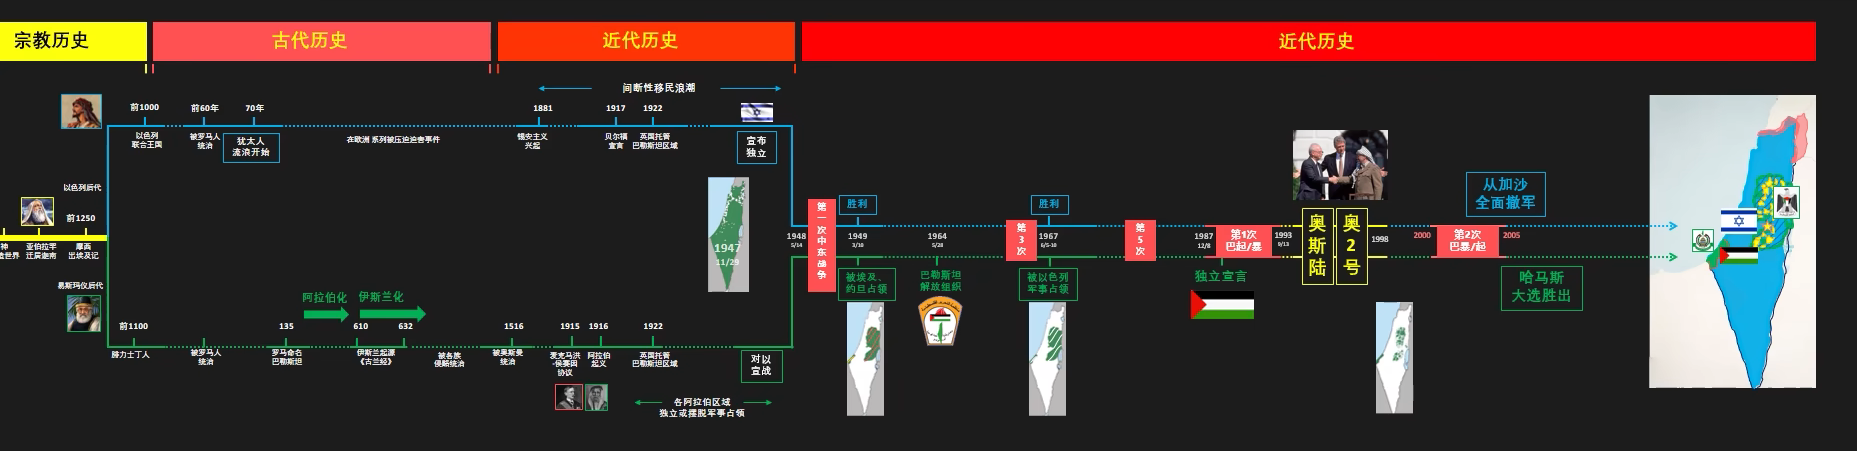 宗教历史
古代历史
近代历史
近代历史
间断性移民浪潮
前1000
前60年
70年
1881
1917
1922
以色列
联合王国
被罗马人
统治
犹太人
流浪开始
在欧洲 系列被压迫迫害事件
锡安主义
兴起
贝尔福
宣言
英国托管
巴勒斯坦区域
宣布
独立
以色列后代
前1250
神
造世界
亚伯拉罕
迁居迦南
摩西
出埃及记
易斯玛仪后代
阿拉伯化
伊斯兰化
前1100
135
610
632
1516
1915
1916
1922
腓力士丁人
被罗马人
统治
罗马命名
巴勒斯坦
伊斯兰起源
《古兰经》
被各族
侵略统治
被奥斯曼
统治
麦克马洪
-侯赛因
协议
阿拉伯
起义
英国托管
巴勒斯坦区域
对以
宣战
各阿拉伯区域
独立或摆脱军事占领
1947
11/29
1948
5/14
第一次中东战争
胜利
1949
3/10
被埃及、
约旦占领
1964
5/28
巴勒斯坦
解放组织
第3次
胜利
1967
6/5-10
被以色列
军事占领
第5次
1987
12/8
第1次
巴起/暴
独立宣言
1993
9/13
奥斯陆
奥2号
1998
2000
第2次
巴暴/起
2005
从加沙
全面撤军
哈马斯
大选胜出